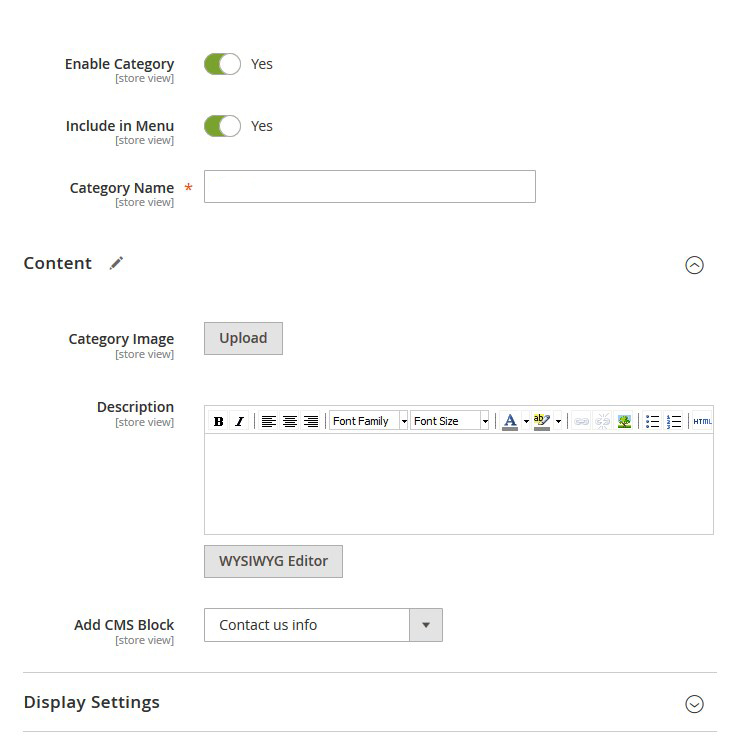 Enable Category
[store view]
Yes
Include in Menu
[store view]
Yes
Category Name *
[store view]
Content
Category Image
[store view]
Upload
Description
[store view]
B I Font Family Font Size A ab HTML
WYSIWYG Editor
Add CMS Block
[store view]
Contact us info
Display Settings